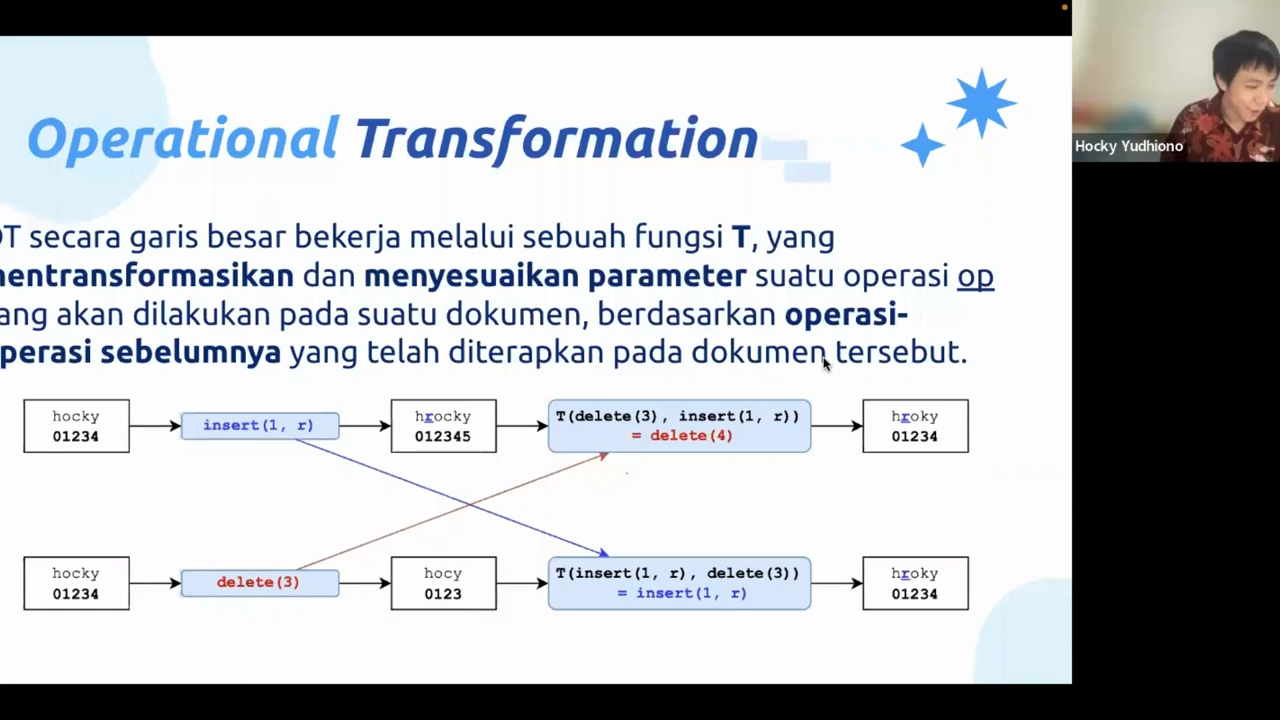 Operational Transformation
Hocky Yudhiono
OT secara garis besar bekerja melalui sebuah fungsi T, yang
mentransformasikan dan menyesuaikan parameter suatu operasi op
ang akan dilakukan pada suatu dokumen, berdasarkan operasi-
perasi sebelumnya yang telah diterapkan pada dokumen tersebut.
hocky
01234
insert(1, r)
hrocky
012345
T(delete(3), insert(1, r))
= delete(4)
hroky
01234
hocky
01234
delete(3)
hocy
0123
T(insert(1, r), delete(3))
= insert(1, r)
hroky
01234